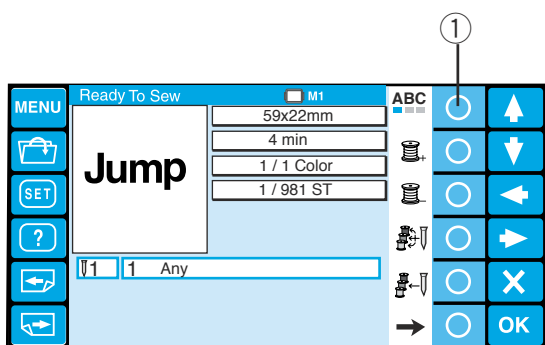 1
MENU
Ready To Sew
M1
ABC
59x22mm
Jump
4 min
1 / 1 Color
SET
1 / 981 ST
?
1
1 Any
OK